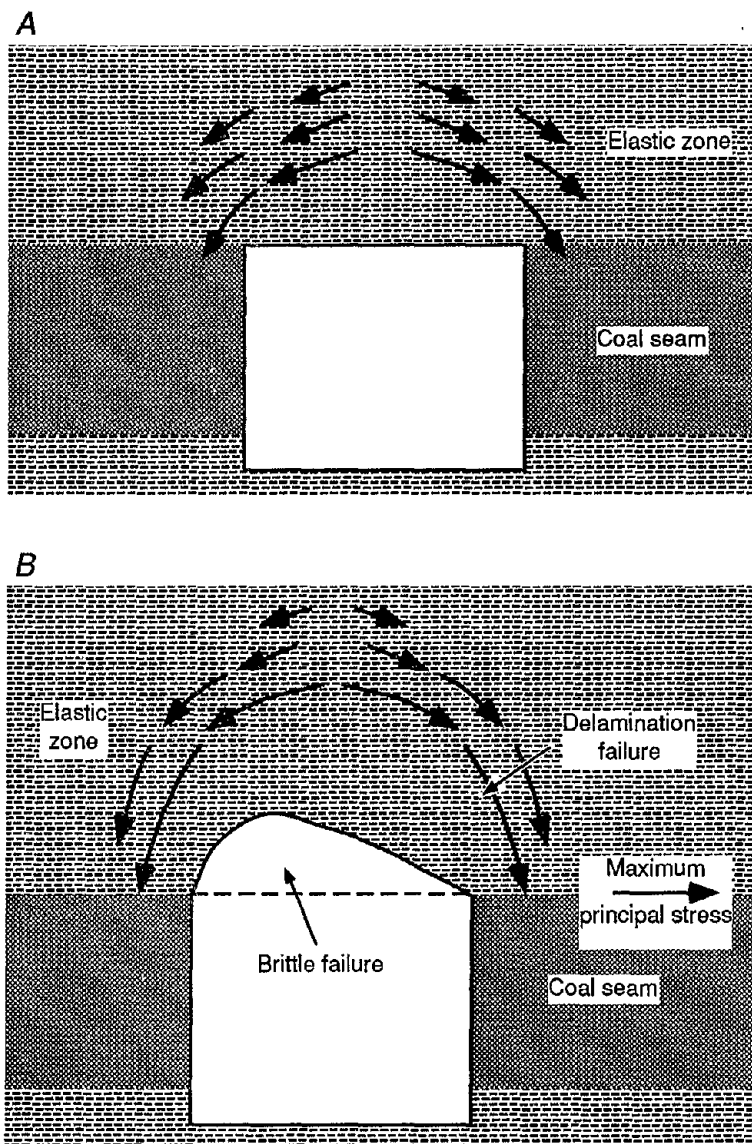 A
Elastic zone
Coal seam
B
Elastic
zone
Delamination
failure
Maximum
principal stress
Brittle failure
Coal seam